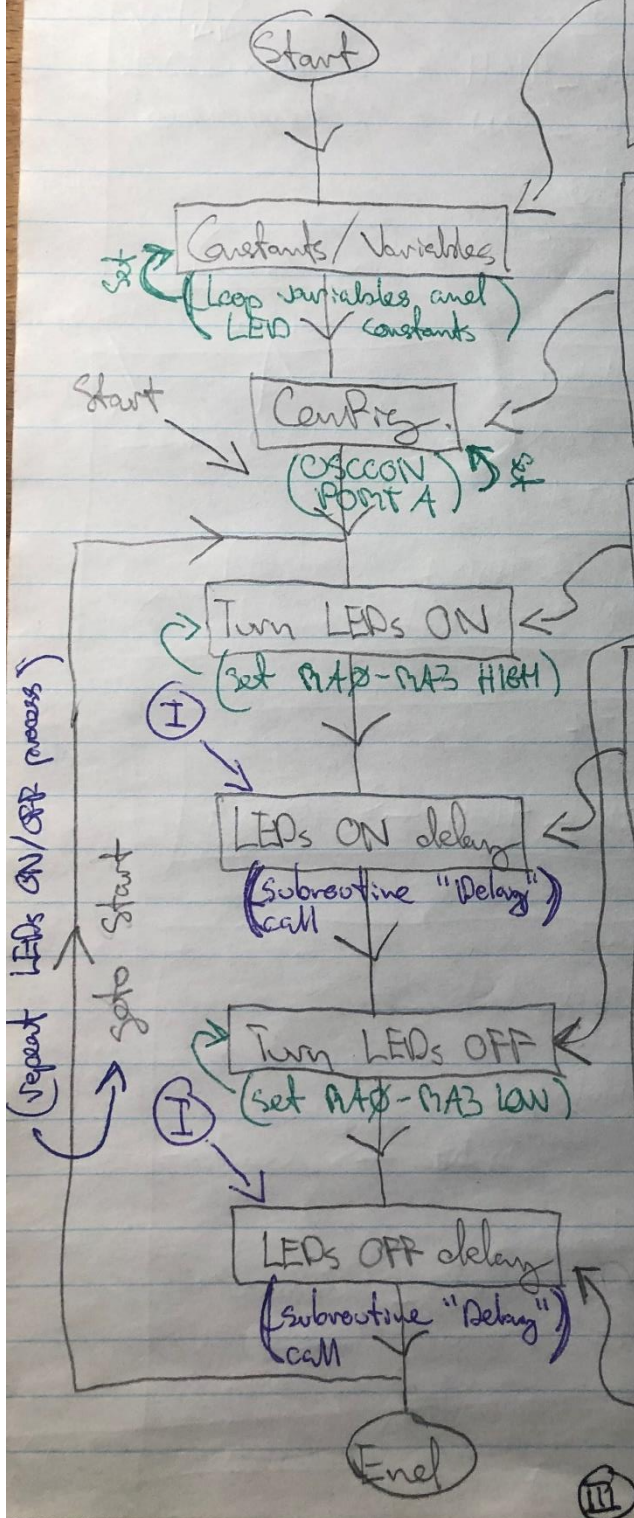 Start
Constants/Variables
set
(Loop variables and
LED constants)
Start
Config.
(OSCCON
PORTA)
set
Turn LEDs ON
(set RA0-RA3 HIGH)
I
LEDs ON delay
(subroutine "Delay"
call)
Turn LEDs OFF
(set RA0-RA3 LOW)
I
LEDs OFF delay
(subroutine "Delay"
call)
goto Start
(repeat LEDs ON/OFF process)
End
III